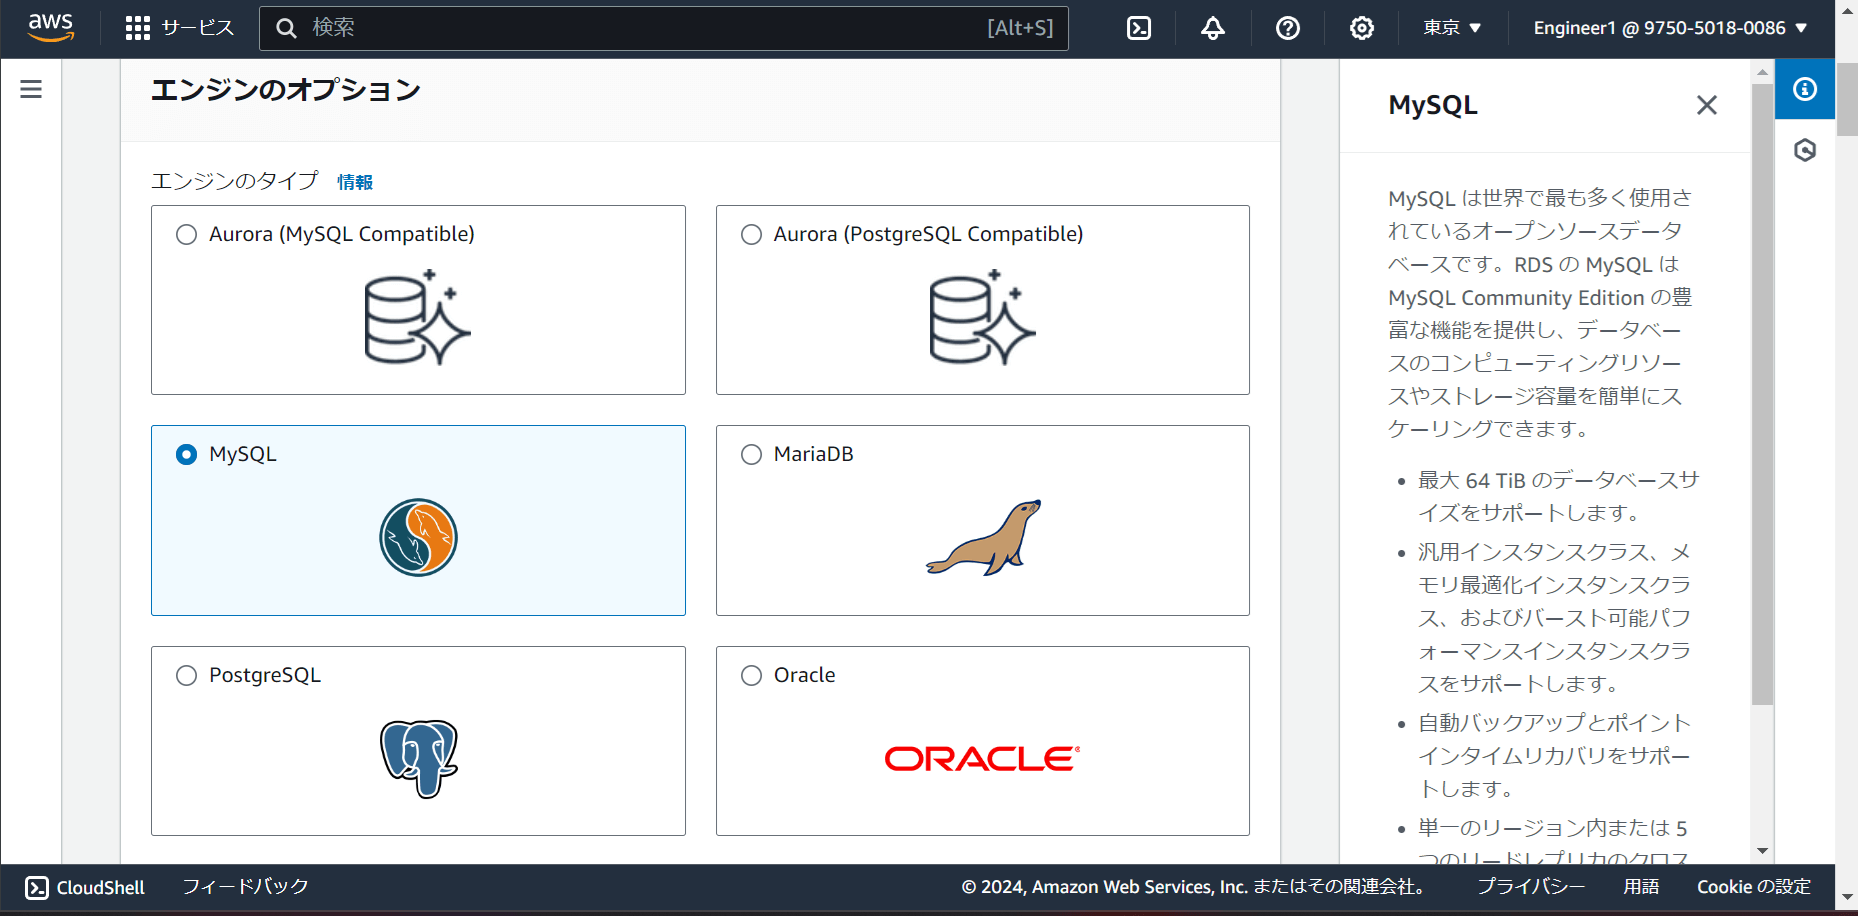 aws
サービス
検索
[Alt+S]
東京 ▼
Engineer1 @ 9750-5018-0086 ▼
エンジンのオプション
エンジンのタイプ 情報
Aurora (MySQL Compatible)
Aurora (PostgreSQL Compatible)
MySQL
MariaDB
PostgreSQL
Oracle
ORACLE
MySQL
MySQL は世界で最も多く使用さ
れているオープンソースデータ
ベースです。RDS の MySQL は
MySQL Community Edition の豊
富な機能を提供し、データベー
スのコンピューティングリソー
スやストレージ容量を簡単にス
ケーリングできます。
• 最大 64 TiB のデータベースサ
イズをサポートします。
• 汎用インスタンスクラス、メ
モリ最適化インスタンスクラ
ス、およびバースト可能パフ
ォーマンスインスタンスクラ
スをサポートします。
• 自動バックアップとポイント
インタイムリカバリをサポー
トします。
• 単一のリージョン内または 5
つのリードレプリカのクロス
CloudShell
フィードバック
© 2024, Amazon Web Services, Inc. またはその関連会社。
プライバシー
用語
Cookie の設定